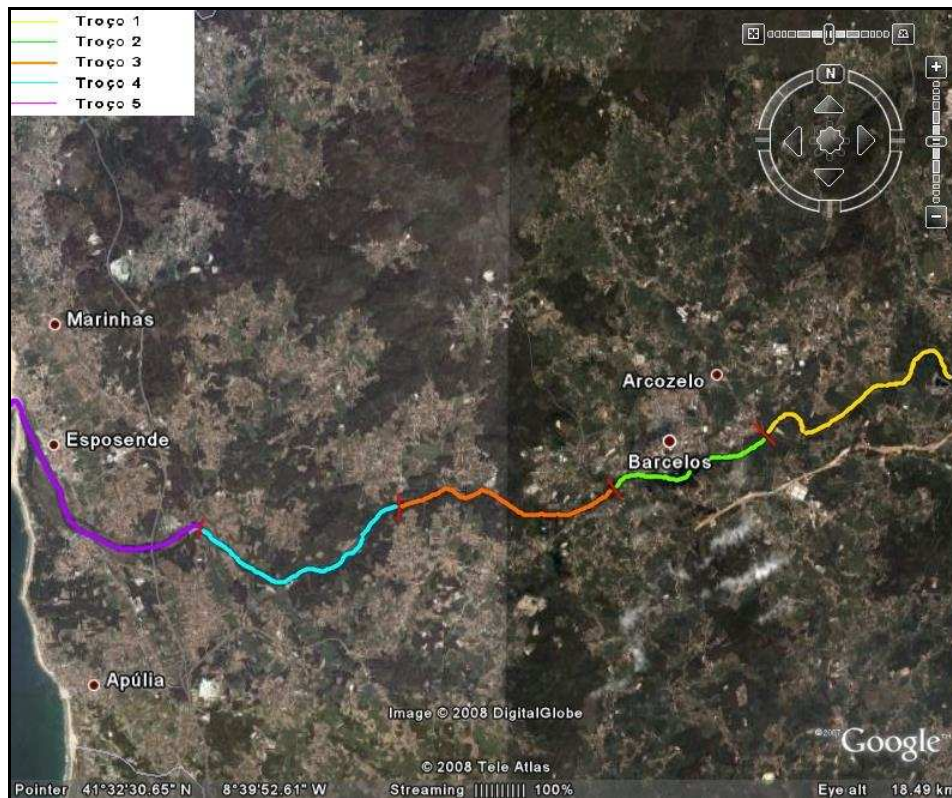 Troço 1
Troço 2
Troço 3
Troço 4
Troço 5
N
Marinhas
Arcozelo
Esposende
Barcelos
Apúlia
Image © 2008 DigitalGlobe
Google
© 2008 Tele Atlas
Pointer 41°32'30.65" N 8°39'52.61" W Streaming |||||||||| 100% Eye alt 18.49 km